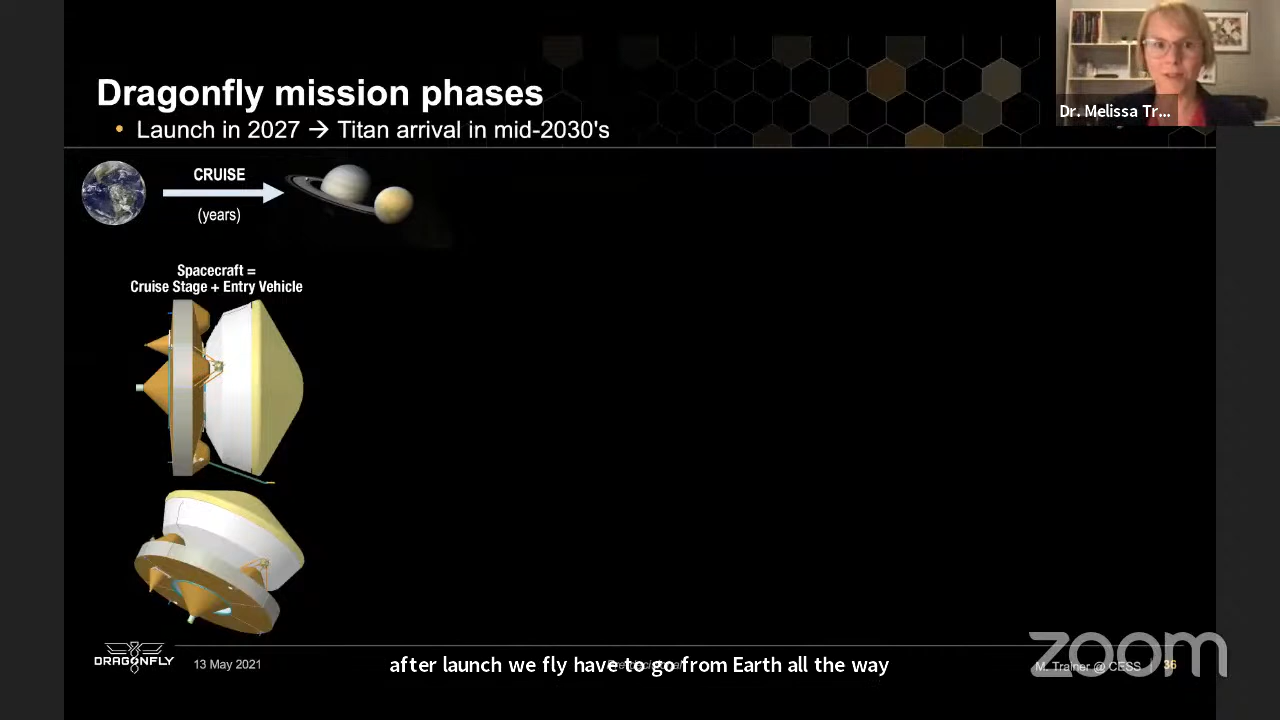 Dragonfly mission phases
• Launch in 2027 → Titan arrival in mid-2030's
Dr. Melissa Tr...
CRUISE
(years)
Spacecraft =
Cruise Stage + Entry Vehicle
DRAGONFLY
13 May 2021
after launch we fly have to go from Earth all the way
M. Trainer @ CESS | 36
zoom